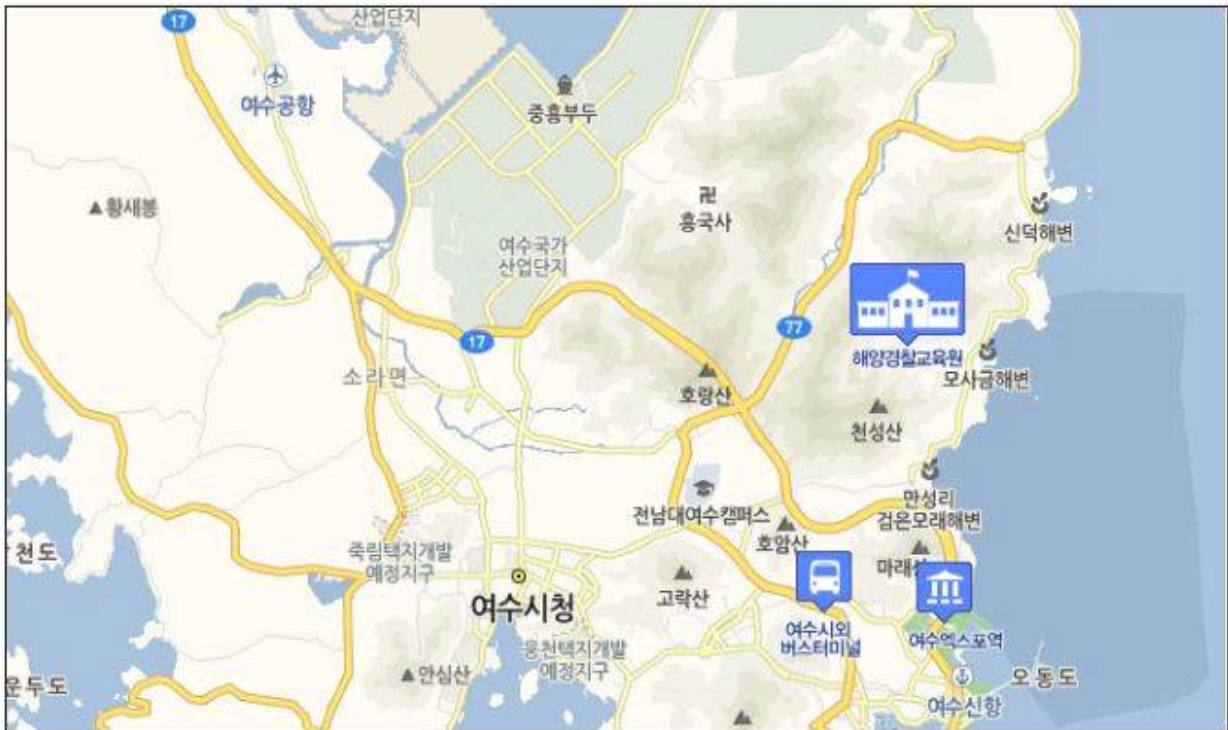 17
산업단지
여수공항
중흥부두
황새봉
흥국사
신덕해변
여수국가
산업단지
77
17
해양경찰교육원
모사금해변
소라면
호랑산
천성산
만성리
검은모래해변
전남대여수캠퍼스
호암산
천도
죽림택지개발
예정지구
마래
여수시청
고락산
여수시외
버스터미널
여수엑스포역
웅천택지개발
예정지구
안심산
오동도
운두도
여수신항